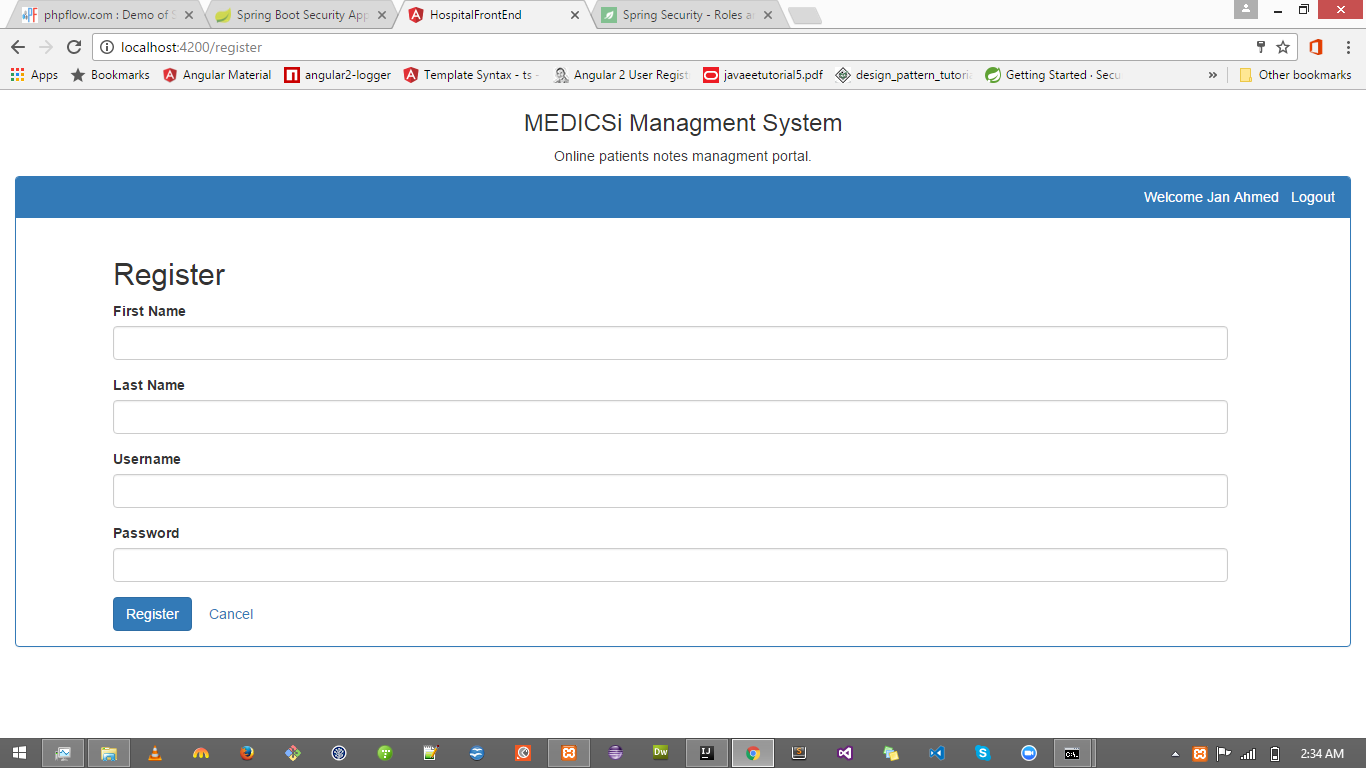 phpflow.com : Demo of S
Spring Boot Security App
HospitalFrontEnd
Spring Security - Roles a
localhost:4200/register
Apps
Bookmarks
Angular Material
angular2-logger
Template Syntax - ts -
Angular 2 User Regist
javaeetutorial5.pdf
design_pattern_tutoria
Getting Started · Secu
»
Other bookmarks
MEDICSi Managment System
Online patients notes managment portal.
Welcome Jan Ahmed Logout
Register
First Name
Last Name
Username
Password
Register Cancel
Dw
IJ
C:\.
2:34 AM